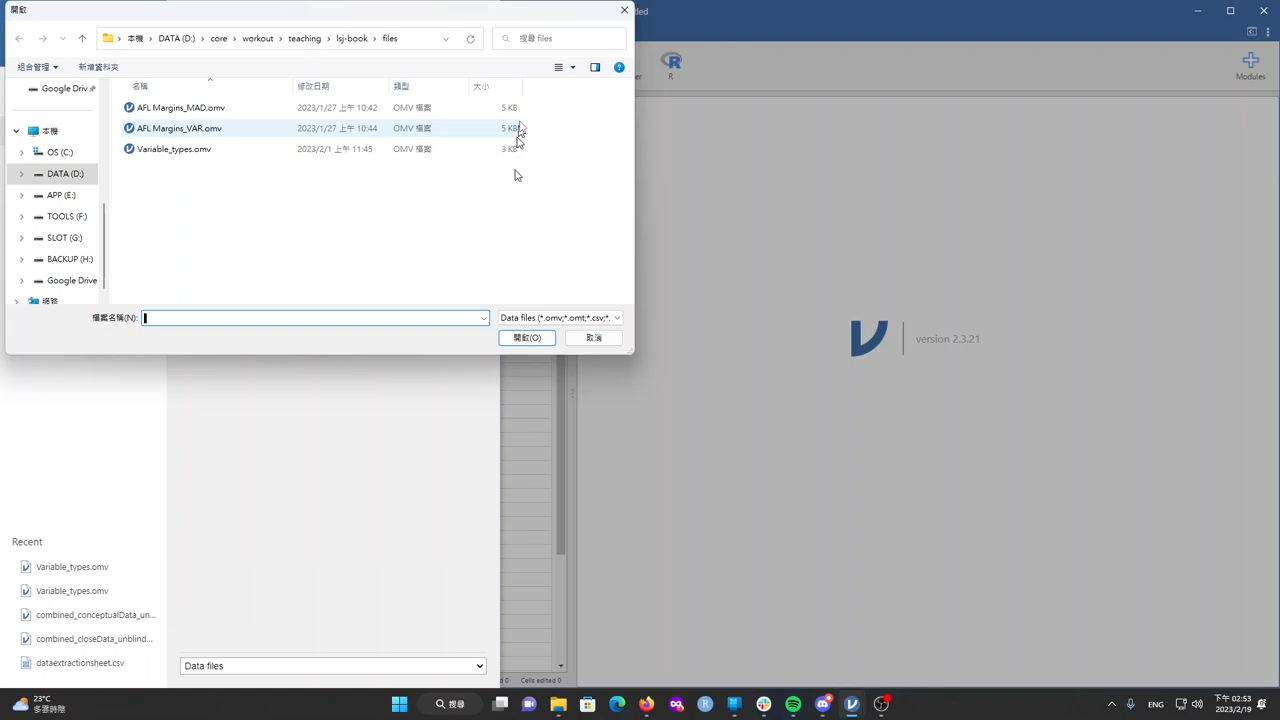 開啟
本機 DATA (D:) core workout teaching lsj-book files
搜尋 files
組合管理 新增資料夾
Google Driv
本機
OS (C:)
DATA (D:)
APP (E:)
TOOLS (F:)
SLOT (G:)
BACKUP (H:)
Google Drive
網路
名稱 修改日期 類型 大小
AFL Margins_MAD.omv 2023/1/27 上午 10:42 OMV 檔案 5 KB
AFL Margins_VAR.omv 2023/1/27 上午 10:44 OMV 檔案 5 KB
Variable_types.omv 2023/2/1 上午 11:45 OMV 檔案 3 KB
檔案名稱(N):
Data files (*.omv;*.omt;*.csv;*.
開啟(O) 取消
R
Modules
version 2.3.21
Recent
Variable_types.omv
Variable_types.omv
combined_conceptualData_un...
combined_closeData_unblind...
dataextractionsheet.csv
Data files
Cells edited 0
23°C
多雲時陰
搜尋
ENG
下午 02:53
2023/2/19